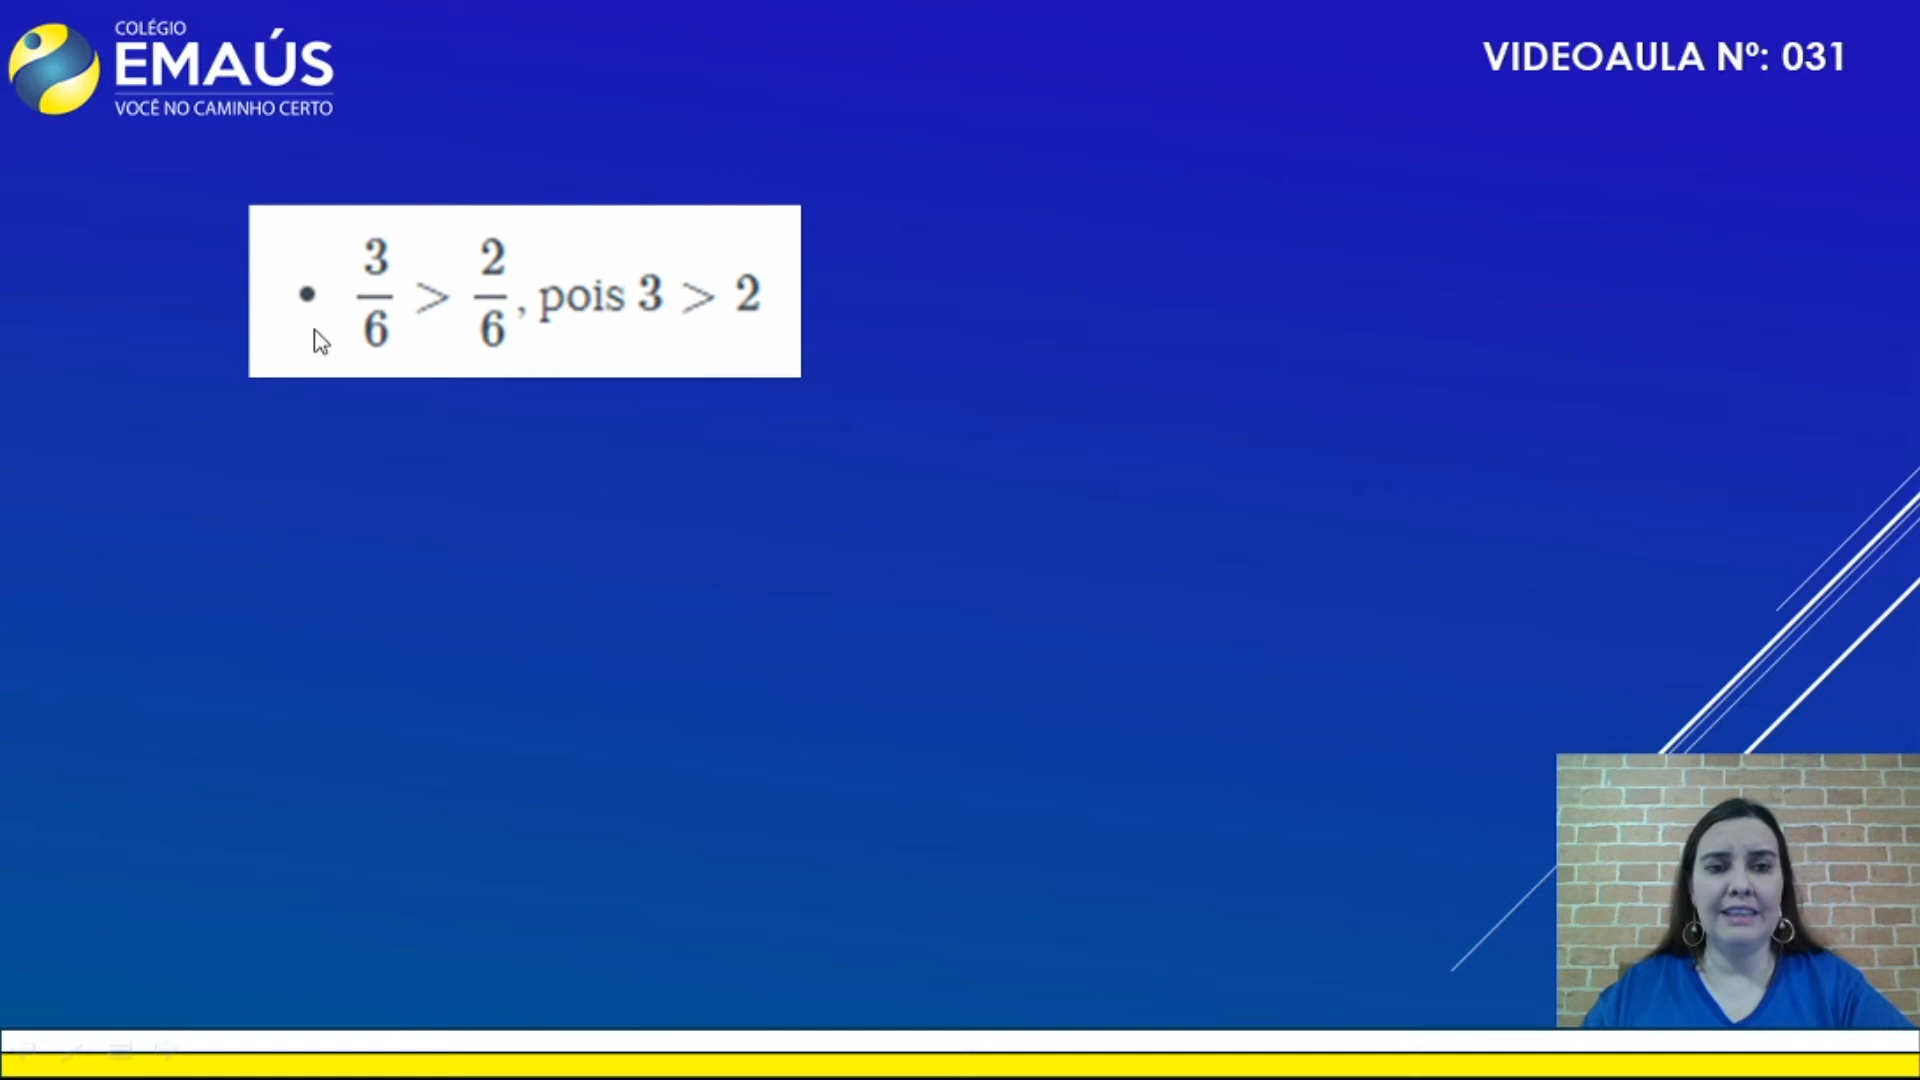 COLÉGIO
EMAÚS
VOCÊ NO CAMINHO CERTO
VIDEOAULA Nº: 031
• 3/6 > 2/6, pois 3 > 2